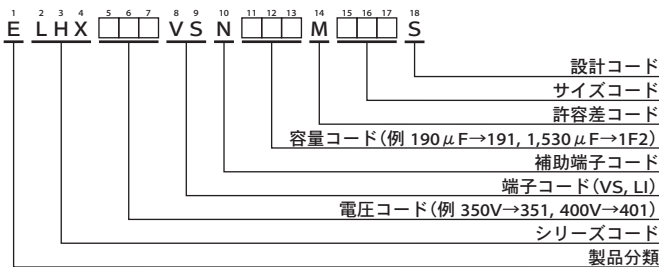 1 2 3 4 5 6 7 8 9 10 11 12 13 14 15 16 17 18
E LHX □□□ VS N □□□ M □□□ S
設計コード
サイズコード
許容差コード
容量コード(例 190μF→191, 1,530μF→1F2)
補助端子コード
端子コード(VS, LI)
電圧コード(例 350V→351, 400V→401)
シリーズコード
製品分類